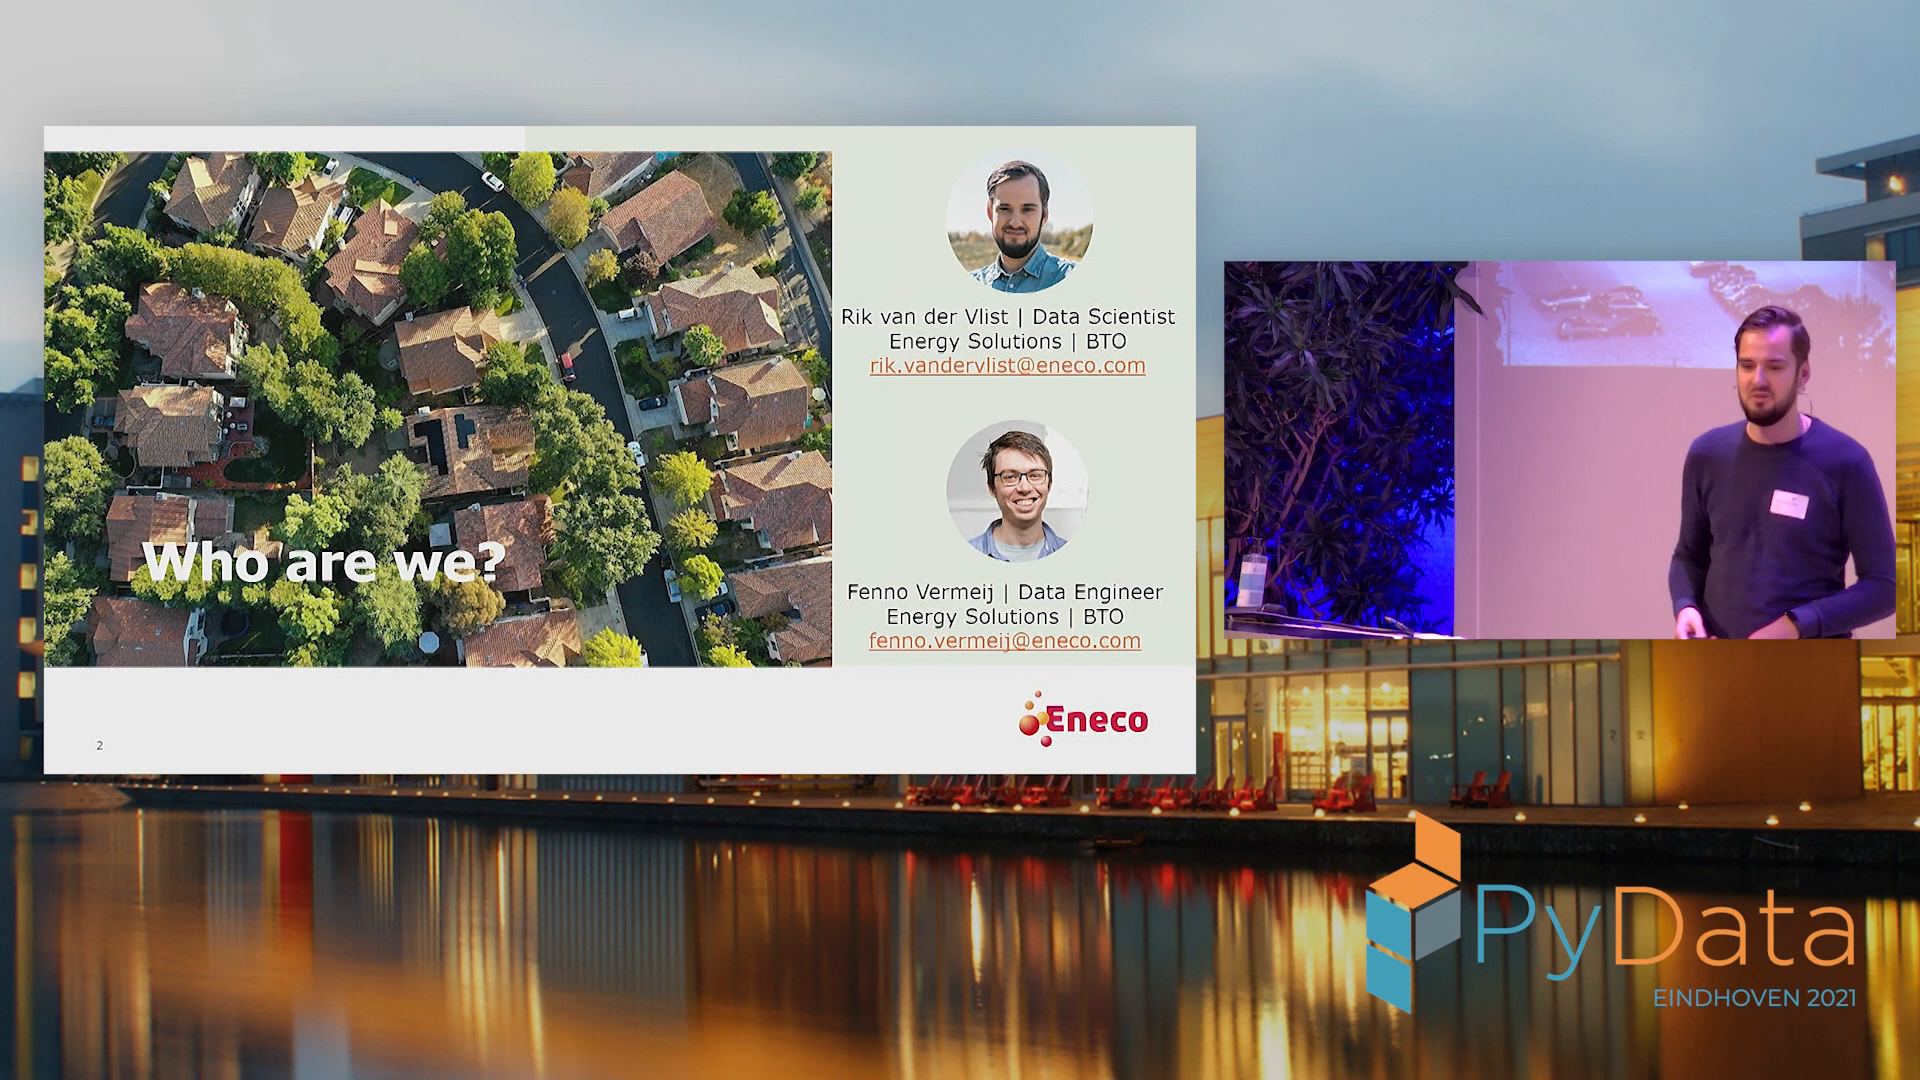 Who are we?
Rik van der Vlist | Data Scientist
Energy Solutions | BTO
rik.vandervlist@eneco.com
Fenno Vermeij | Data Engineer
Energy Solutions | BTO
fenno.vermeij@eneco.com
Eneco
2
PyData
EINDHOVEN 2021